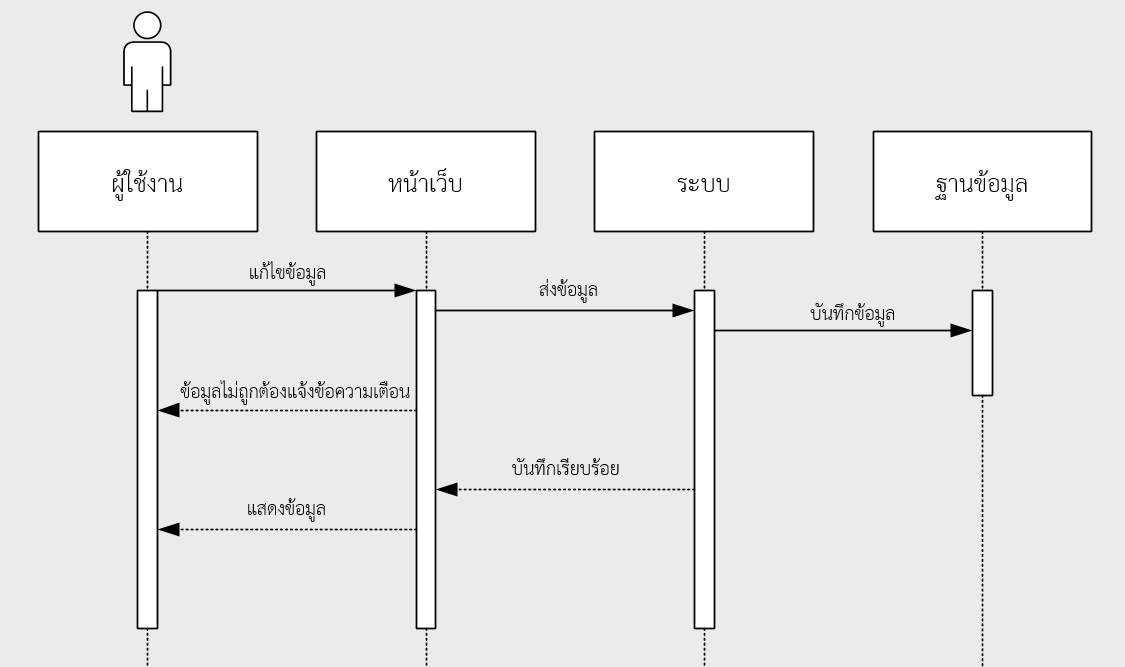 ผู้ใช้งาน
หน้าเว็บ
ระบบ
ฐานข้อมูล
แก้ไขข้อมูล
ส่งข้อมูล
บันทึกข้อมูล
ข้อมูลไม่ถูกต้องแจ้งข้อความเตือน
บันทึกเรียบร้อย
แสดงข้อมูล